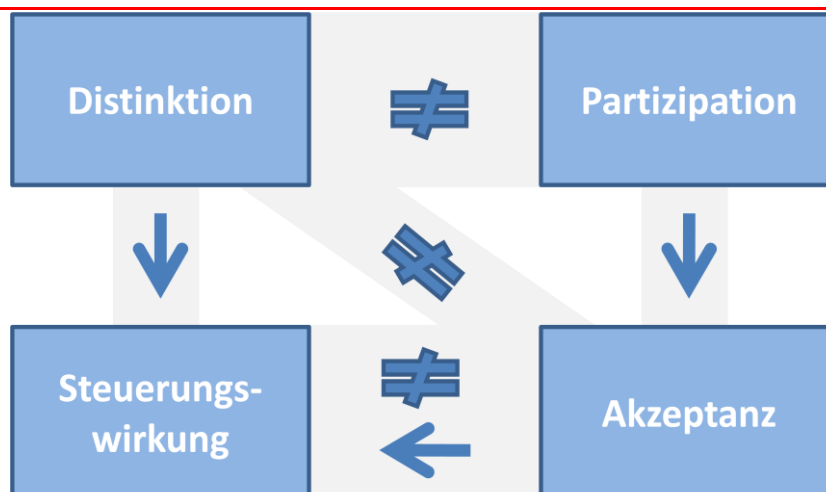 Distinktion
≠
Partizipation
≠
Steuerungs-
wirkung
≠
Akzeptanz